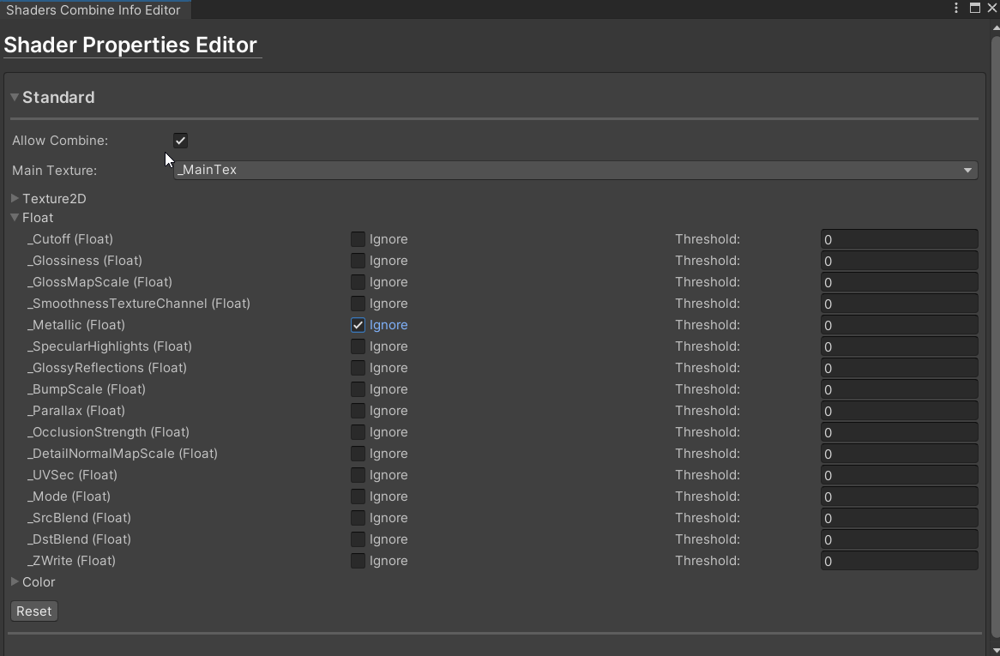 Shaders Combine Info Editor
Shader Properties Editor
Standard
Allow Combine:
Main Texture: _MainTex
Texture2D
Float
_Cutoff (Float) Ignore Threshold: 0
_Glossiness (Float) Ignore Threshold: 0
_GlossMapScale (Float) Ignore Threshold: 0
_SmoothnessTextureChannel (Float) Ignore Threshold: 0
_Metallic (Float) Ignore Threshold: 0
_SpecularHighlights (Float) Ignore Threshold: 0
_GlossyReflections (Float) Ignore Threshold: 0
_BumpScale (Float) Ignore Threshold: 0
_Parallax (Float) Ignore Threshold: 0
_OcclusionStrength (Float) Ignore Threshold: 0
_DetailNormalMapScale (Float) Ignore Threshold: 0
_UVSec (Float) Ignore Threshold: 0
_Mode (Float) Ignore Threshold: 0
_SrcBlend (Float) Ignore Threshold: 0
_DstBlend (Float) Ignore Threshold: 0
_ZWrite (Float) Ignore Threshold: 0
Color
Reset